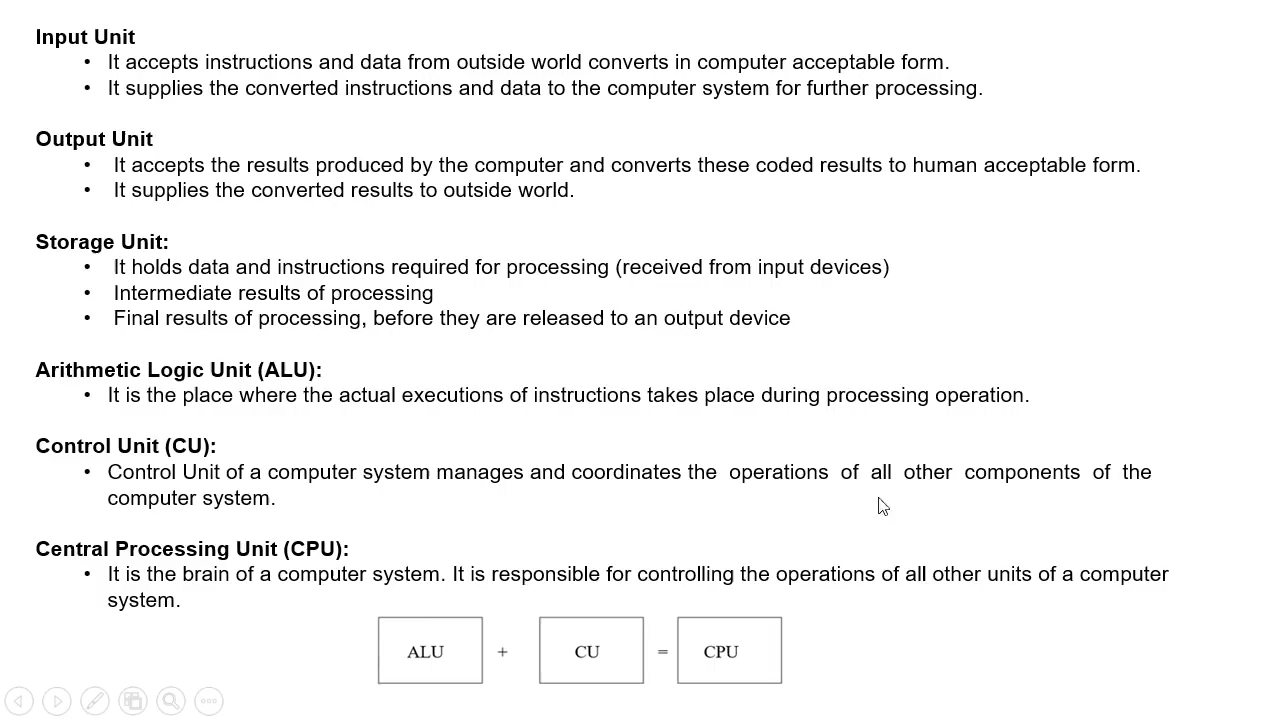 Input Unit
• It accepts instructions and data from outside world converts in computer acceptable form.
• It supplies the converted instructions and data to the computer system for further processing.
Output Unit
• It accepts the results produced by the computer and converts these coded results to human acceptable form.
• It supplies the converted results to outside world.
Storage Unit:
• It holds data and instructions required for processing (received from input devices)
• Intermediate results of processing
• Final results of processing, before they are released to an output device
Arithmetic Logic Unit (ALU):
• It is the place where the actual executions of instructions takes place during processing operation.
Control Unit (CU):
• Control Unit of a computer system manages and coordinates the operations of all other components of the
computer system.
Central Processing Unit (CPU):
• It is the brain of a computer system. It is responsible for controlling the operations of all other units of a computer
system.
ALU + CU = CPU